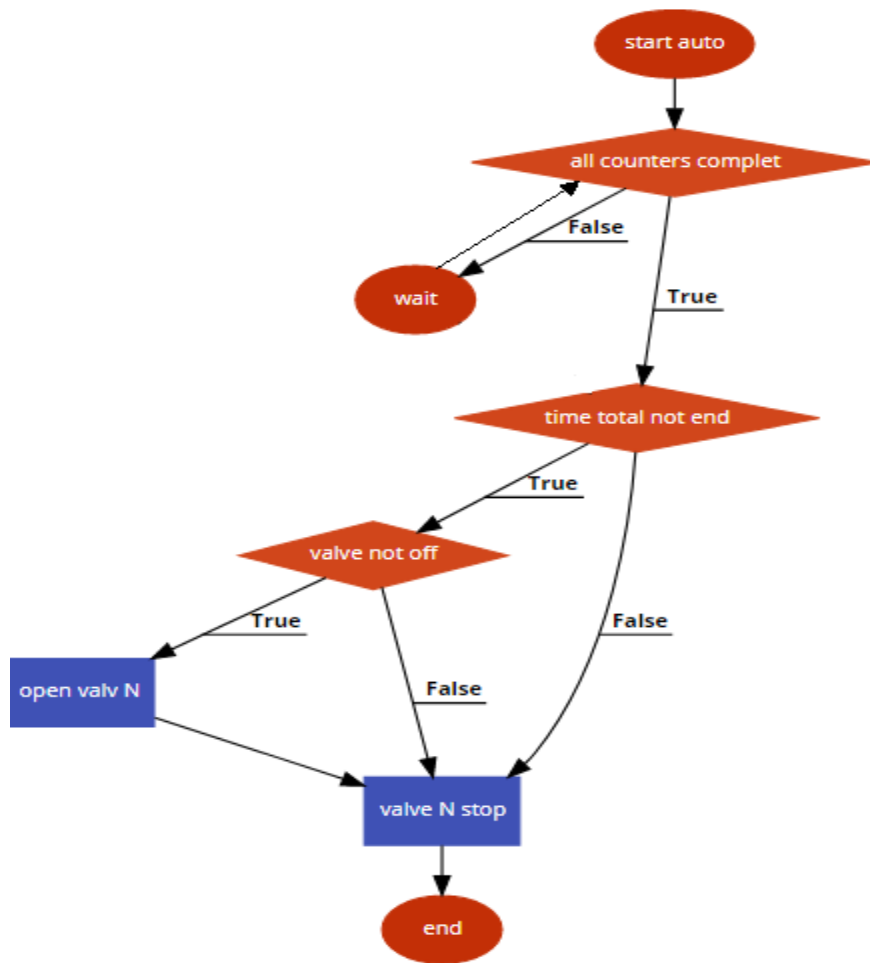 start auto
all counters complet
False
wait
True
time total not end
True
valve not off
True
False
open valv N
False
valve N stop
end